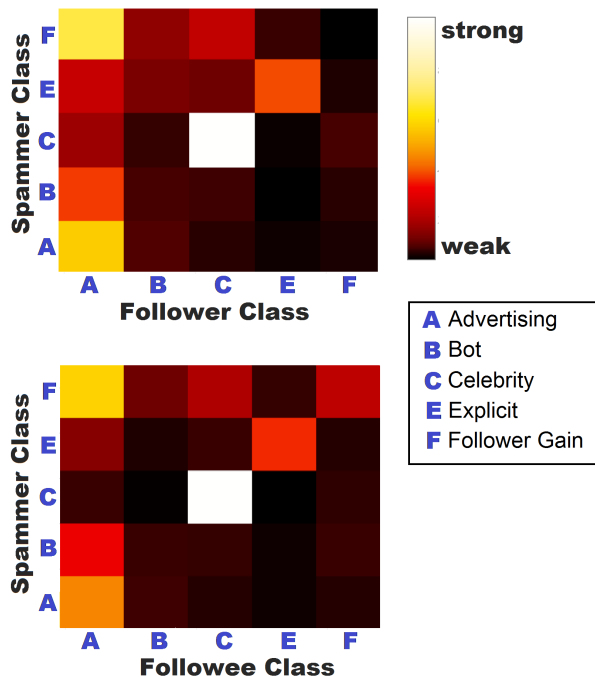 Spammer Class
F
E
C
B
A
A B C E F
Follower Class
strong
weak
A Advertising
B Bot
C Celebrity
E Explicit
F Follower Gain
Spammer Class
F
E
C
B
A
A B C E F
Followee Class